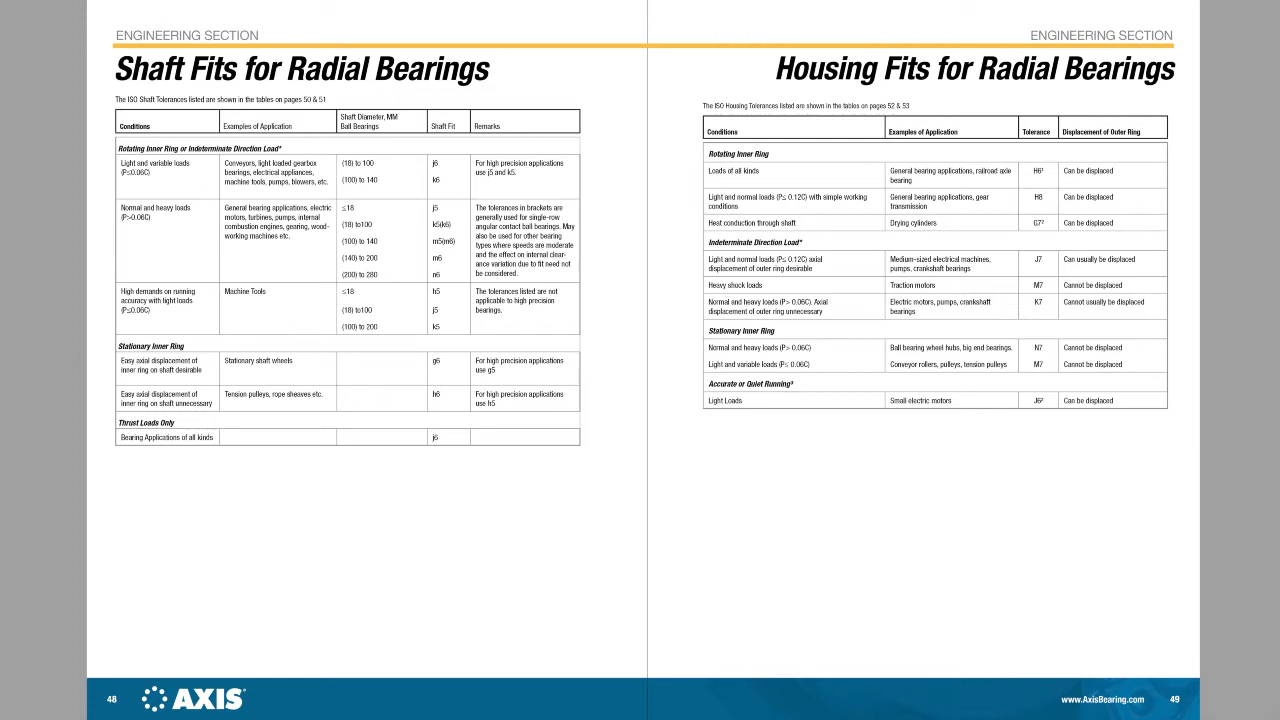 ENGINEERING SECTION
Shaft Fits for Radial Bearings
The ISO Shaft Tolerances listed are shown in the tables on pages 50 & 51
Conditions
Examples of Application
Shaft Diameter, MM
Ball Bearings
Shaft Fit
Remarks
Rotating Inner Ring or Indeterminate Direction Load*
Light and variable loads
(P≤0.06C)
Conveyors, light loaded gearbox
bearings, electrical appliances,
machine tools, pumps, blowers, etc.
(18) to 100
j6
(100) to 140
k6
For high precision applications
use j5 and k5.
Normal and heavy loads
(P>0.06C)
General bearing applications, electric
motors, turbines, pumps, internal
combustion engines, gearing, wood-
working machines etc.
≤18
j5
(18) to100
k5(k6)
(100) to 140
m5(m6)
(140) to 200
m6
(200) to 280
n6
The tolerances in brackets are
generally used for single-row
angular contact ball bearings. May
also be used for other bearing
types where speeds are moderate
and the effect on internal clear-
ance variation due to fit need not
be considered.
High demands on running
accuracy with light loads
(P≤0.06C)
Machine Tools
≤18
h5
(18) to100
j5
(100) to 200
k5
The tolerances listed are not
applicable to high precision
bearings.
Stationary Inner Ring
Easy axial displacement of
inner ring on shaft desirable
Stationary shaft wheels
g6
For high precision applications
use g5
Easy axial displacement of
inner ring on shaft unnecessary
Tension pulleys, rope sheaves etc.
h6
For high precision applications
use h5
Thrust Loads Only
Bearing Applications of all kinds
j6
48
AXIS
ENGINEERING SECTION
Housing Fits for Radial Bearings
The ISO Housing Tolerances listed are shown in the tables on pages 52 & 53
Conditions
Examples of Application
Tolerance
Displacement of Outer Ring
Rotating Inner Ring
Loads of all kinds
General bearing applications, railroad axle
bearing
H6¹
Can be displaced
Light and normal loads (P≤ 0.12C) with simple working
conditions
General bearing applications, gear
transmission
H8
Can be displaced
Heat conduction through shaft
Drying cylinders
G7²
Can be displaced
Indeterminate Direction Load*
Light and normal loads (P≤ 0.12C) axial
displacement of outer ring desirable
Medium-sized electrical machines,
pumps, crankshaft bearings
J7
Can usually be displaced
Heavy shock loads
Traction motors
M7
Cannot be displaced
Normal and heavy loads (P> 0.06C). Axial
displacement of outer ring unnecessary
Electric motors, pumps, crankshaft
bearings
K7
Cannot usually be displaced
Stationary Inner Ring
Normal and heavy loads (P> 0.06C)
Ball bearing wheel hubs, big end bearings.
N7
Cannot be displaced
Light and variable loads (P≤ 0.06C)
Conveyor rollers, pulleys, tension pulleys
M7
Cannot be displaced
Accurate or Quiet Running³
Light Loads
Small electric motors
J6²
Can be displaced
www.AxisBearing.com
49